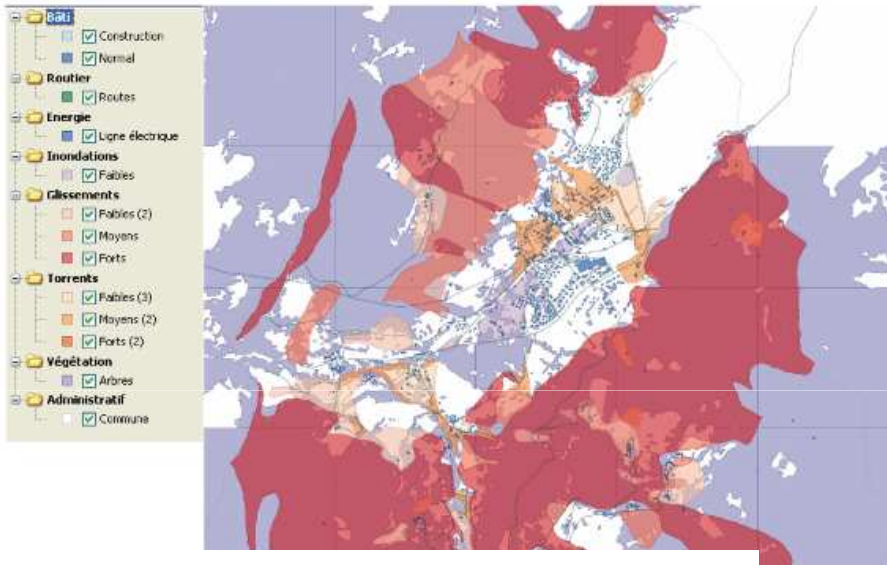 Bâti
Construction
Normal
Routier
Routes
Energie
Ligne électrique
Inondations
Faibles
Glissements
Faibles (2)
Moyens
Forts
Torrents
Faibles (3)
Moyens (2)
Forts (2)
Végétation
Arbres
Administratif
Commune